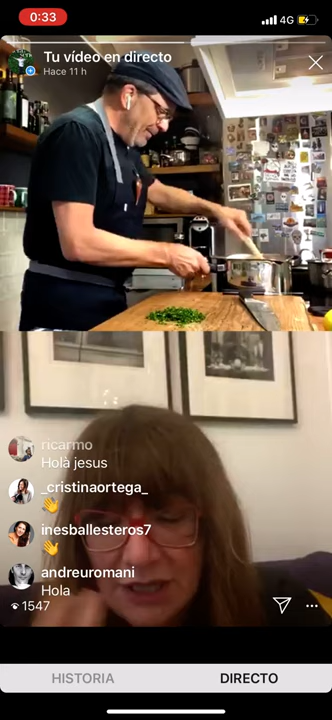 0:33
4G
Tu vídeo en directo
Hace 11 h
ricarmo
Hola jesus
_cristinaortega_
👋
inesballesteros7
👋
andreuromani
Hola
1547
HISTORIA
DIRECTO